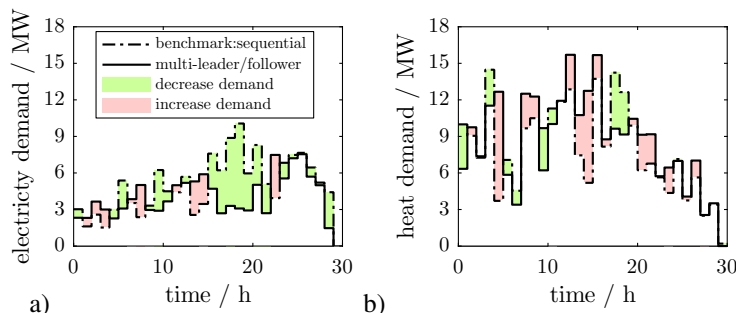 electricty demand / MW
18
15
12
9
6
3
0
benchmark:sequential
multi-leader/follower
decrease demand
increase demand
0 10 20 30
time / h
a)
heat demand / MW
18
15
12
9
6
3
0
0 10 20 30
time / h
b)